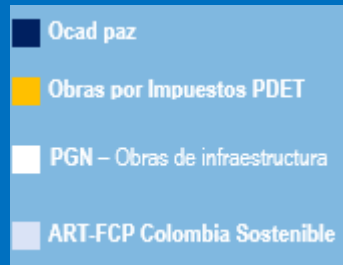 Ocad paz
Obras por Impuestos PDET
PGN – Obras de infraestructura
ART-FCP Colombia Sostenible